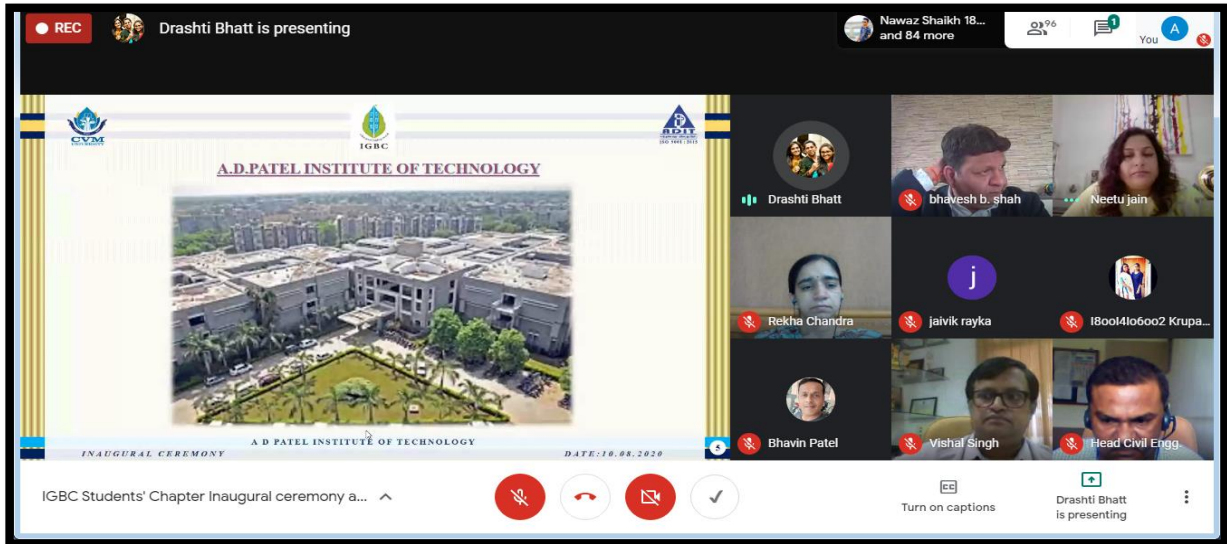 REC
Drashti Bhatt is presenting
Nawaz Shaikh 18...
and 84 more
96
1
You
A
CVM
UNIVERSITY
IGBC
ADIT
A.D.PATEL INSTITUTE OF TECHNOLOGY
A D PATEL INSTITUTE OF TECHNOLOGY
INAUGURAL CEREMONY
DATE:10.08.2020
5
Drashti Bhatt
bhavesh b. shah
Neetu jain
Rekha Chandra
j
jaivik rayka
18ool4lo6oo2 Krupa...
Bhavin Patel
Vishal Singh
Head Civil Engg.
IGBC Students' Chapter Inaugural ceremony a...
CC
Turn on captions
Drashti Bhatt
is presenting